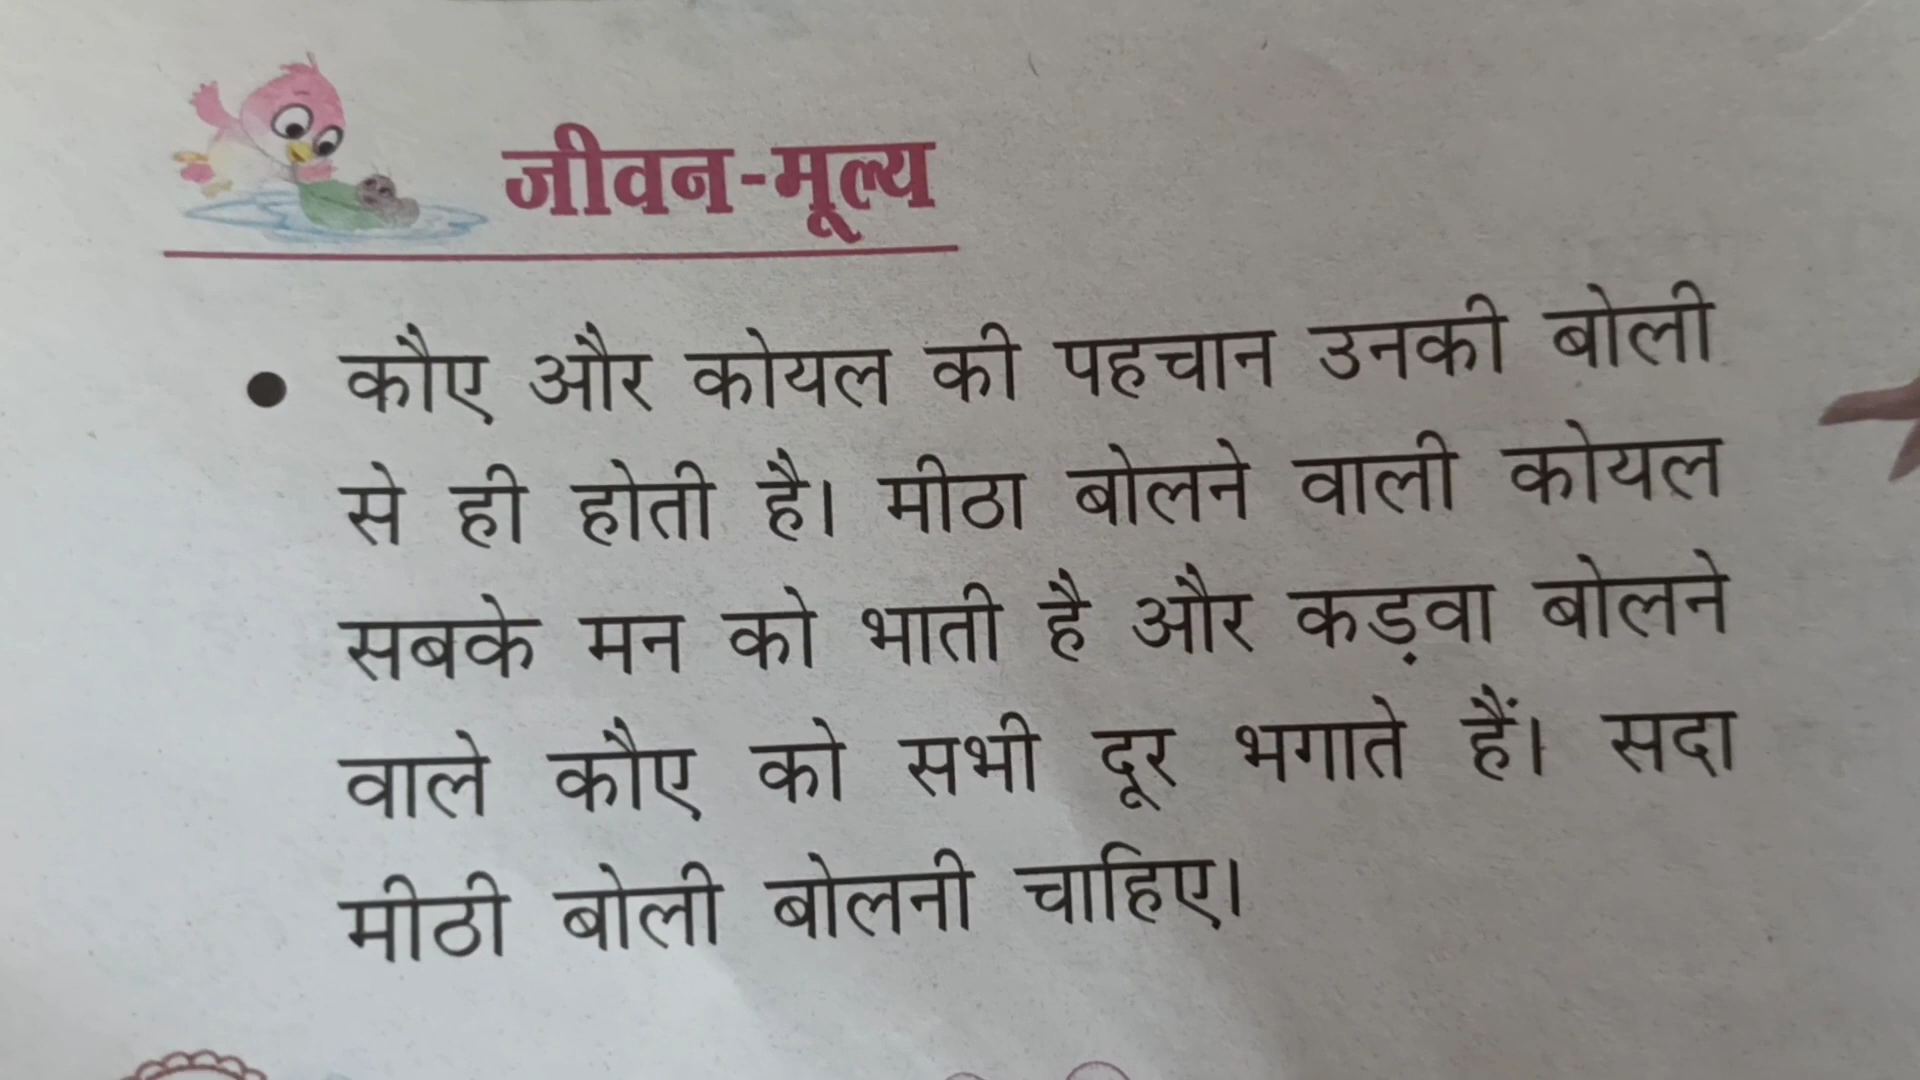 जीवन-मूल्य
• कौए और कोयल की पहचान उनकी बोली
से ही होती है। मीठा बोलने वाली कोयल
सबके मन को भाती है और कड़वा बोलने
वाले कौए को सभी दूर भगाते हैं। सदा
मीठी बोली बोलनी चाहिए।